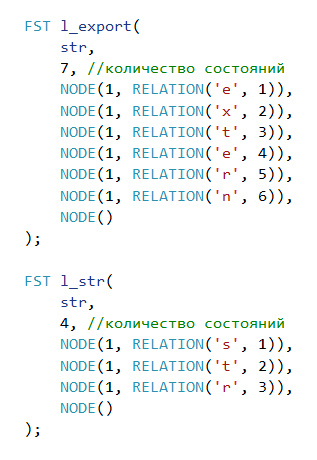 FST l_export(
    str,
    7, //количество состояний
    NODE(1, RELATION('e', 1)),
    NODE(1, RELATION('x', 2)),
    NODE(1, RELATION('t', 3)),
    NODE(1, RELATION('e', 4)),
    NODE(1, RELATION('r', 5)),
    NODE(1, RELATION('n', 6)),
    NODE()
);

FST l_str(
    str,
    4, //количество состояний
    NODE(1, RELATION('s', 1)),
    NODE(1, RELATION('t', 2)),
    NODE(1, RELATION('r', 3)),
    NODE()
);